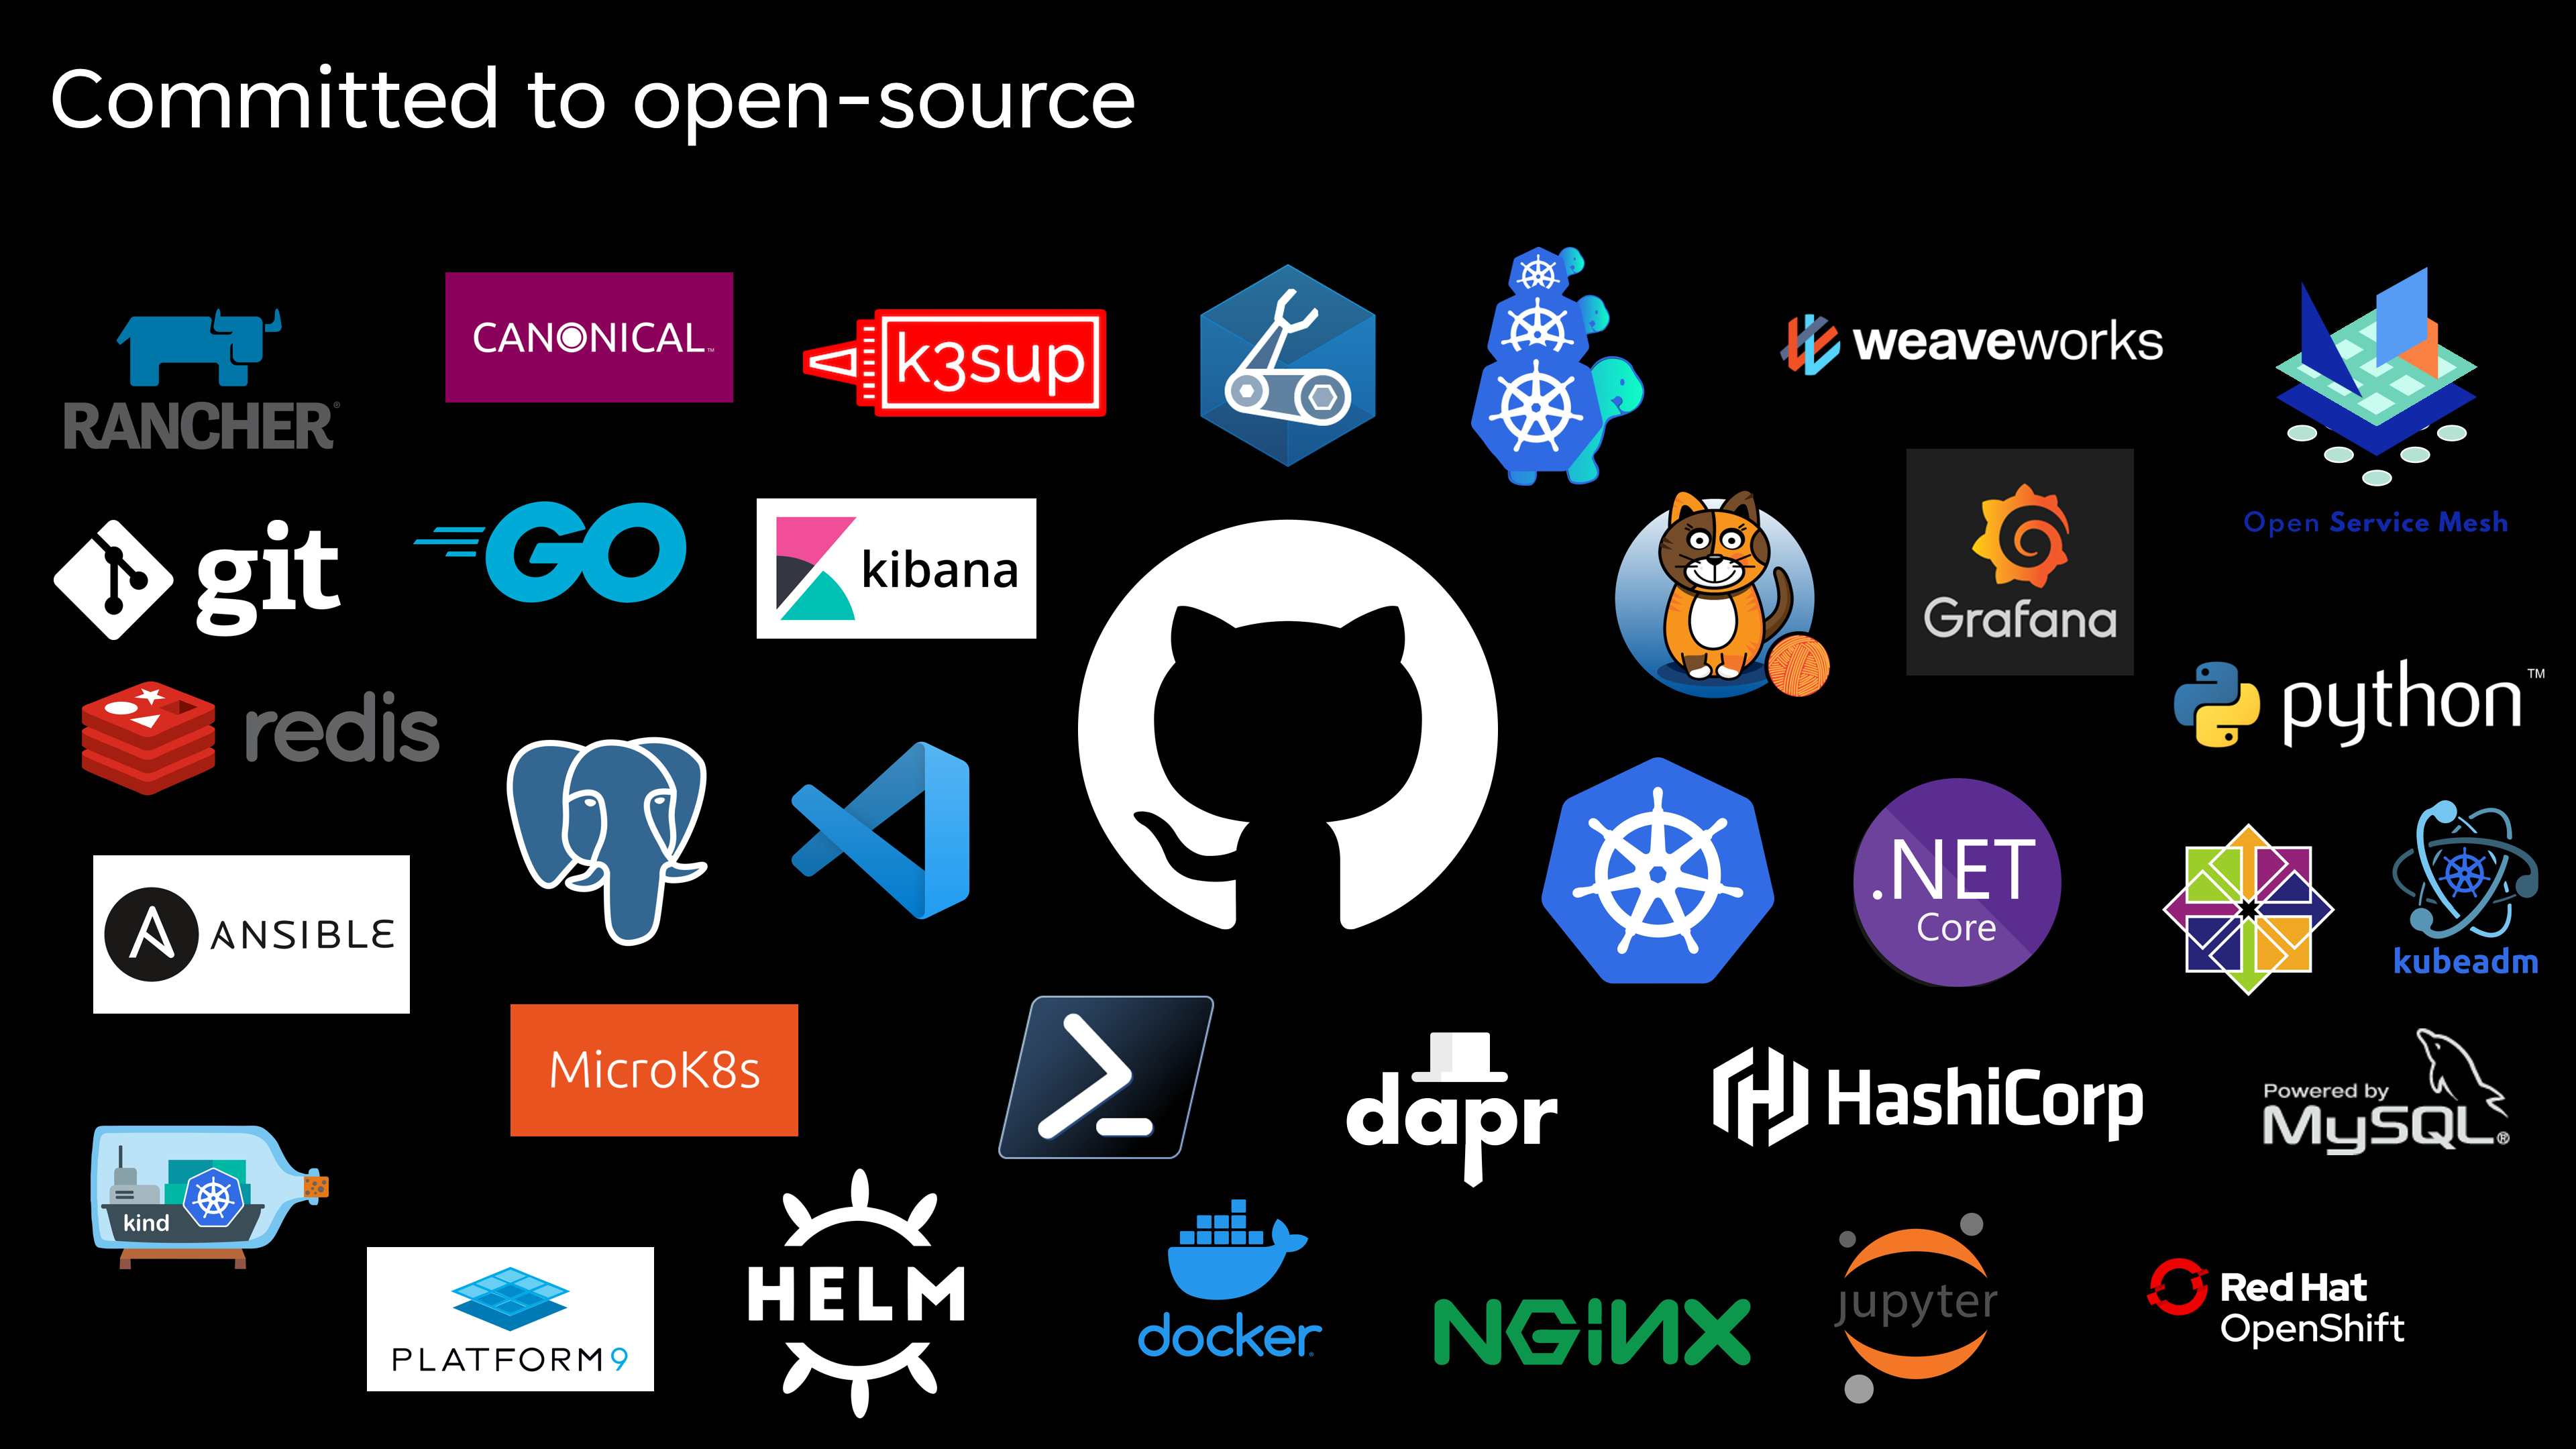 Committed to open-source
RANCHER®
CANONICAL™
k3sup
weaveworks
Open Service Mesh
git
GO
kibana
Grafana
redis
python™
ANSIBLE
.NET
Core
kubeadm
MicroK8s
dapr
HashiCorp
Powered by
MySQL®
kind
PLATFORM9
HELM
docker
NGINX
jupyter
Red Hat
OpenShift